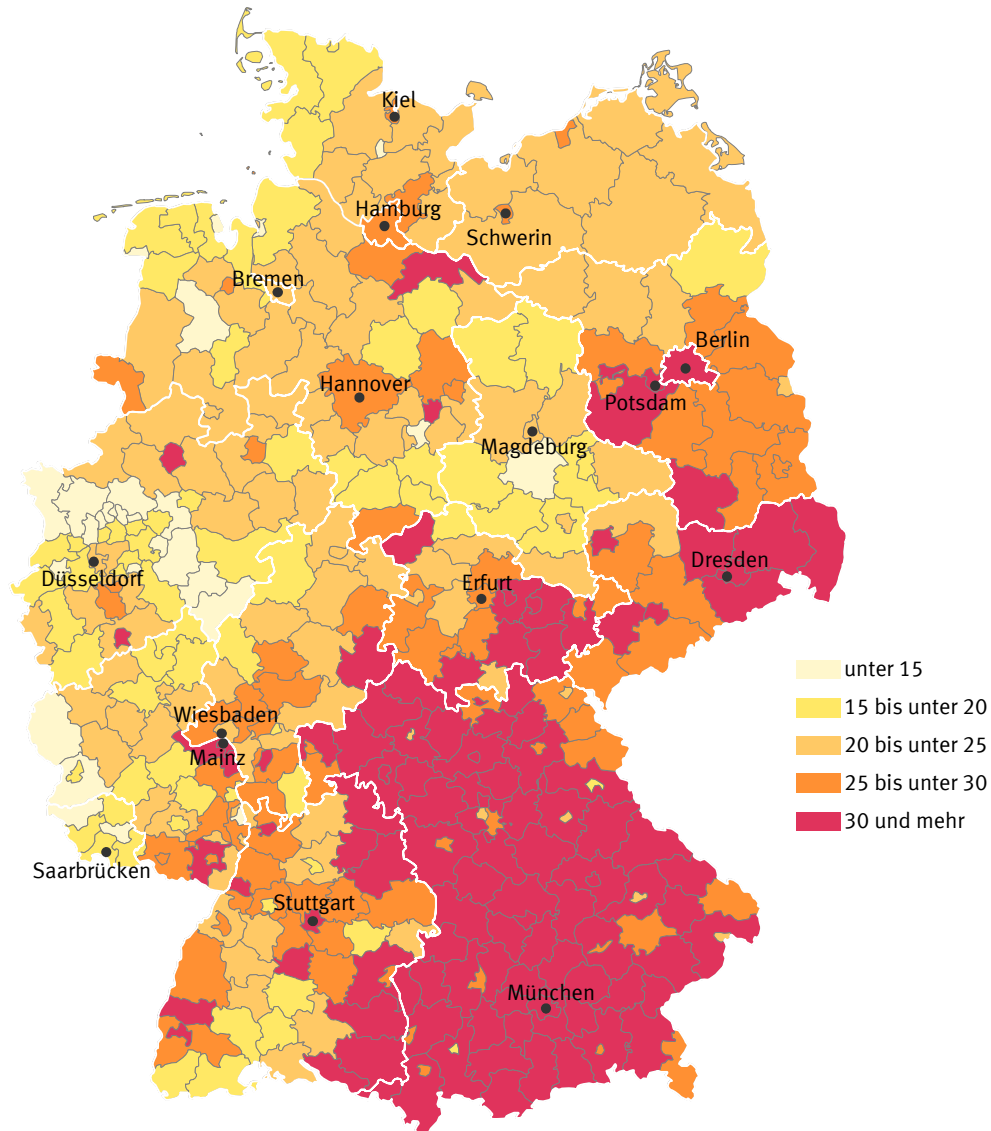 Kiel
Hamburg
Schwerin
Bremen
Berlin
Hannover
Potsdam
Magdeburg
Düsseldorf
Erfurt
Dresden
Wiesbaden
Mainz
Saarbrücken
Stuttgart
München
unter 15
15 bis unter 20
20 bis unter 25
25 bis unter 30
30 und mehr